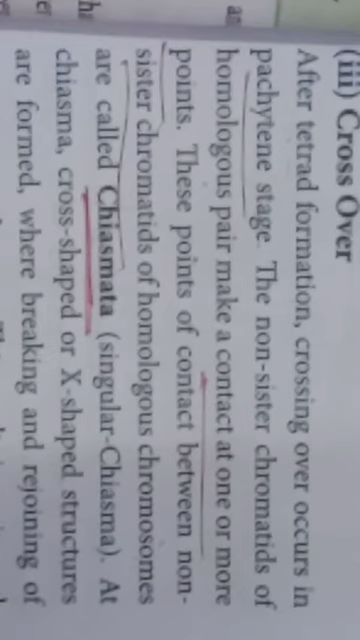 (iii) Cross Over
After tetrad formation, crossing over occurs in
pachytene stage. The non-sister chromatids of
homologous pair make a contact at one or more
points. These points of contact between non-
sister chromatids of homologous chromosomes
are called Chiasmata (singular-Chiasma). At
chiasma, cross-shaped or X-shaped structures
are formed, where breaking and rejoining of